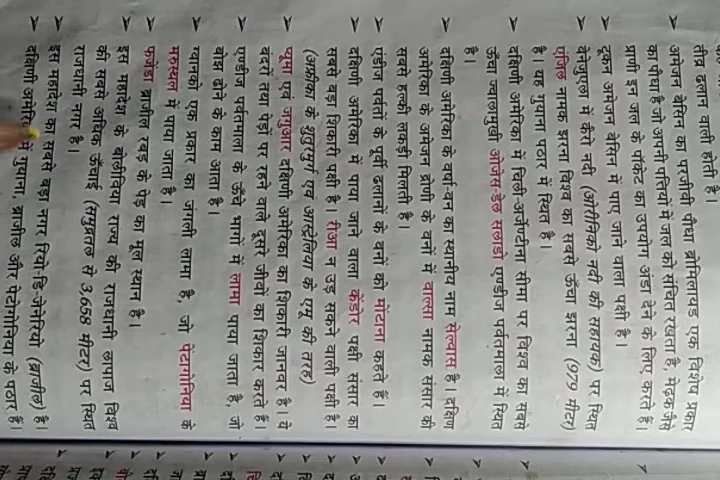 तीव्र ढलान वाली होती है।
➤ अमेजन बेसिन का परजीवी पौधा ब्रोमिलायड एक विशेष प्रकार
का पौधा है जो अपनी पत्तियों में जल को संचित रखता है, मेढ़क जैसे
प्राणी इन जल के पॉकेट का उपयोग अंडा देने के लिए करते हैं।
➤ टूकन अमेजन बेसिन में पाए जाने वाला पक्षी है।
➤ वेनेजुएला में कैरो नदी (ओरीनिको नदी की सहायक) पर स्थित
एंजिल नामक झरना विश्व का सबसे ऊँचा झरना (979 मीटर)
है। यह गुयाना पठार में स्थित है।
➤ दक्षिणी अमेरिका में चिली-अर्जेण्टीना सीमा पर विश्व का सबसे
ऊँचा ज्वालामुखी ओजस-डेल सलाडो एण्डीज पर्वतमाला में स्थित
है।
➤ दक्षिणी अमेरिका के वर्षा-वन का स्थानीय नाम सेल्वास है। दक्षिण
अमेरिका के अमेजन द्रोणी के वनों में बाल्सा नामक संसार की
सबसे हल्की लकड़ी मिलती है।
➤ एंडीज पर्वतों के पूर्वी ढलानों के वनों को मोंटाना कहते हैं।
➤ दक्षिणी अमेरिका में पाया जाने वाला कंडोर पक्षी संसार का
सबसे बड़ा शिकारी पक्षी है। रीआ न उड़ सकने वाली पक्षी है।
(अफ्रीका के शुतुर्मुर्ग एवं आस्ट्रेलिया के एमू की तरह)
➤ प्यूमा एवं जगुआर दक्षिणी अमेरिका का शिकारी जानवर है। ये
बंदरों तथा पेड़ों पर रहने वाले दूसरे जीवों का शिकार करते हैं।
➤ एण्डीज पर्वतमाला के ऊँचे भागों में लामा पाया जाता है, जो
बोझ ढोने के काम आता है।
➤ ग्वानको एक प्रकार का जंगली लामा है, जो पेंटागोनिया के
मरुस्थल में पाया जाता है।
➤ फजेंडा ब्राजील रबड़ के पेड़ का मूल स्थान है।
➤ इस महादेश के बोलीविया राज्य की राजधानी लापाज विश्व
की सबसे अधिक ऊँचाई (समुद्रतल से 3,658 मीटर) पर स्थित
राजधानी नगर है।
➤ इस महादेश का सबसे बड़ा नगर रियो-डि-जेनेरियो (ब्राजील) है।
➤ दक्षिणी अमेरिका में गुयाना, ब्राजील और पेंटोगोनिया के पठार हैं।